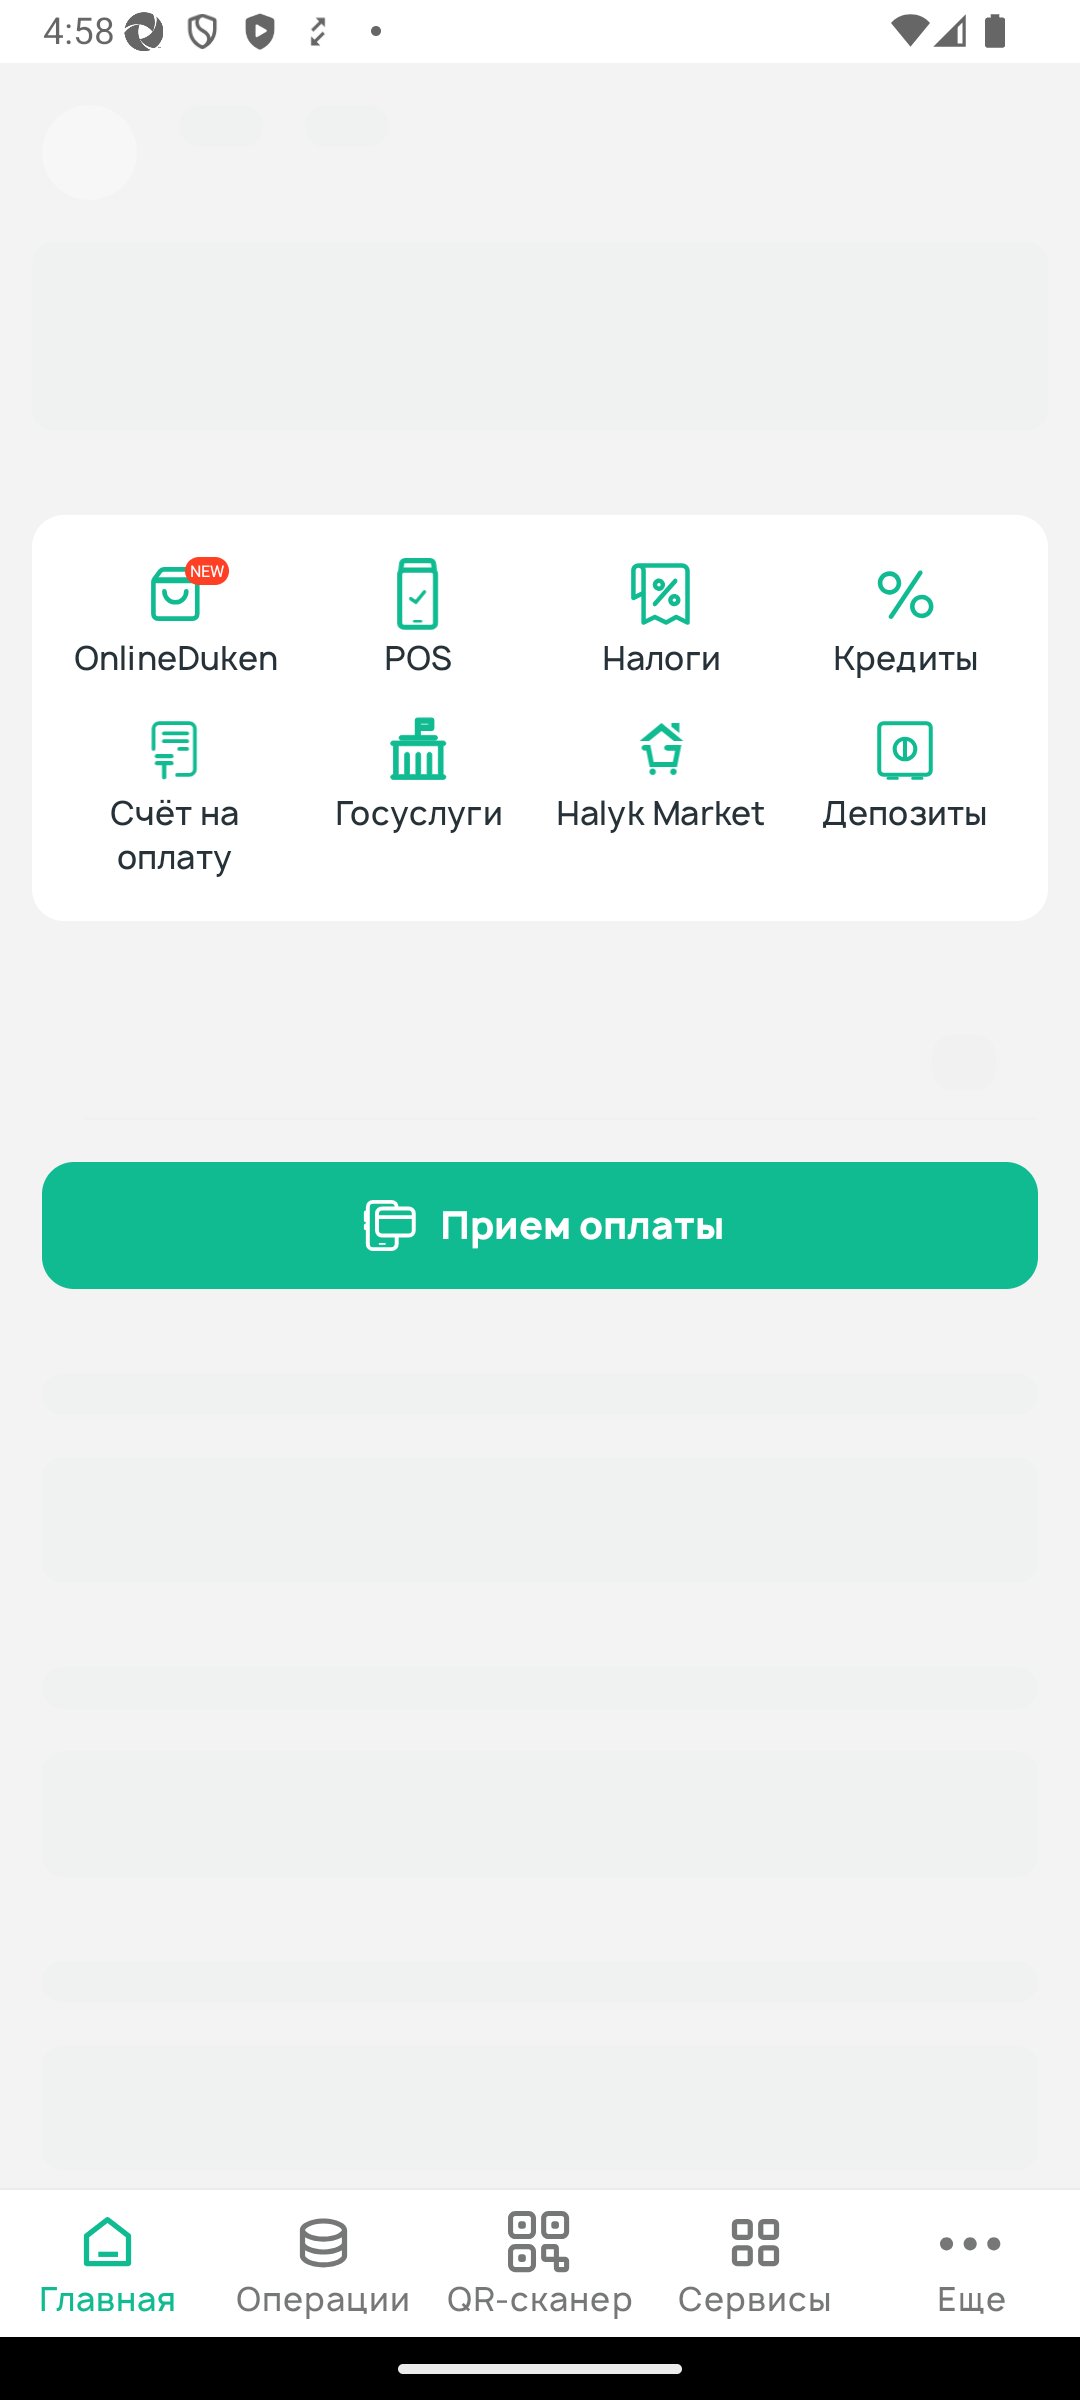 4:58
NEW
OnlineDuken
POS
Налоги
Кредиты
Счёт на
оплату
Госуслуги
Halyk Market
Депозиты
Прием оплаты
Главная
Операции
QR-сканер
Сервисы
Еще